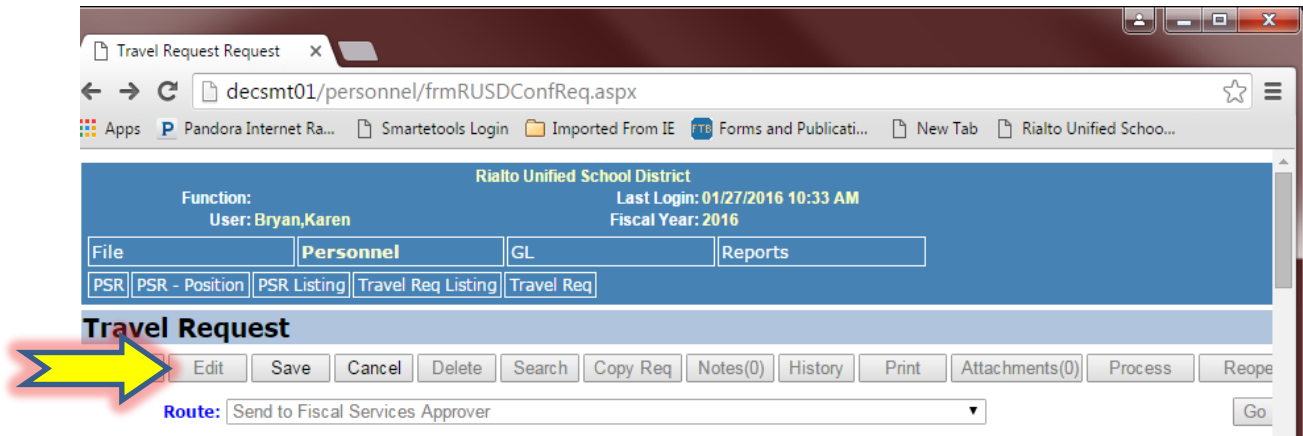 Travel Request Request
decsmt01/personnel/frmRUSDConfReq.aspx
Apps Pandora Internet Ra... Smartetools Login Imported From IE FTB Forms and Publicati... New Tab Rialto Unified Schoo...
Rialto Unified School District
Function: Last Login: 01/27/2016 10:33 AM
User: Bryan,Karen Fiscal Year: 2016
File Personnel GL Reports
PSR PSR - Position PSR Listing Travel Req Listing Travel Req
Travel Request
Edit Save Cancel Delete Search Copy Req Notes(0) History Print Attachments(0) Process Reope
Route: Send to Fiscal Services Approver Go